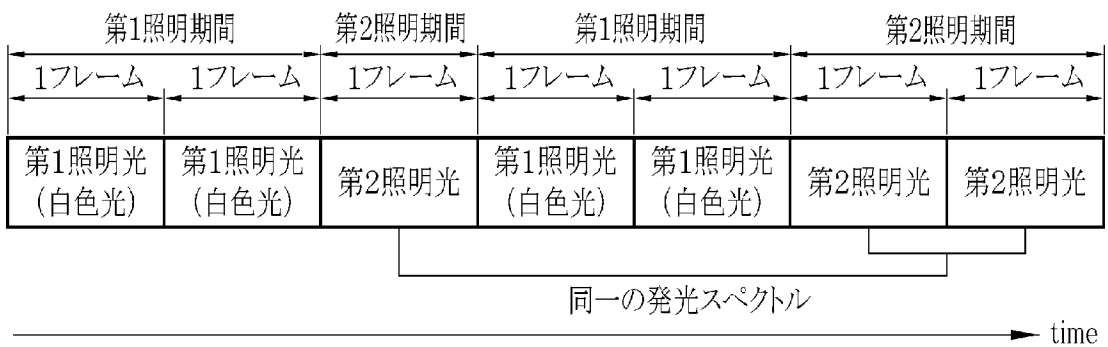 第1照明期間 第2照明期間 第1照明期間 第2照明期間
1フレーム 1フレーム 1フレーム 1フレーム 1フレーム 1フレーム 1フレーム
第1照明光 第1照明光 第2照明光 第1照明光 第1照明光 第2照明光 第2照明光
(白色光) (白色光) (白色光) (白色光)
同一の発光スペクトル
time